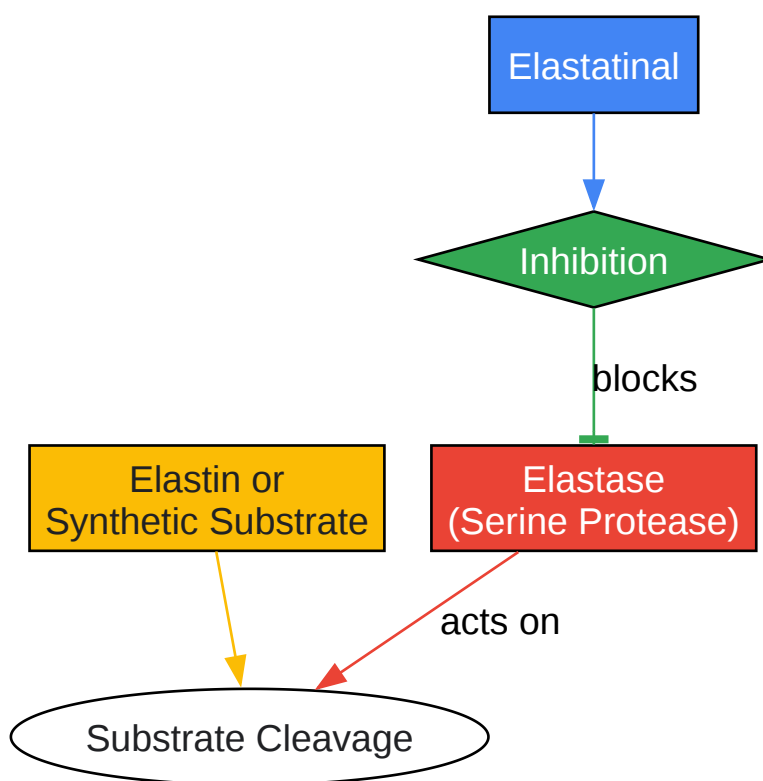 Elastatinal
Inhibition
blocks
Elastin or
Synthetic Substrate
Elastase
(Serine Protease)
acts on
Substrate Cleavage